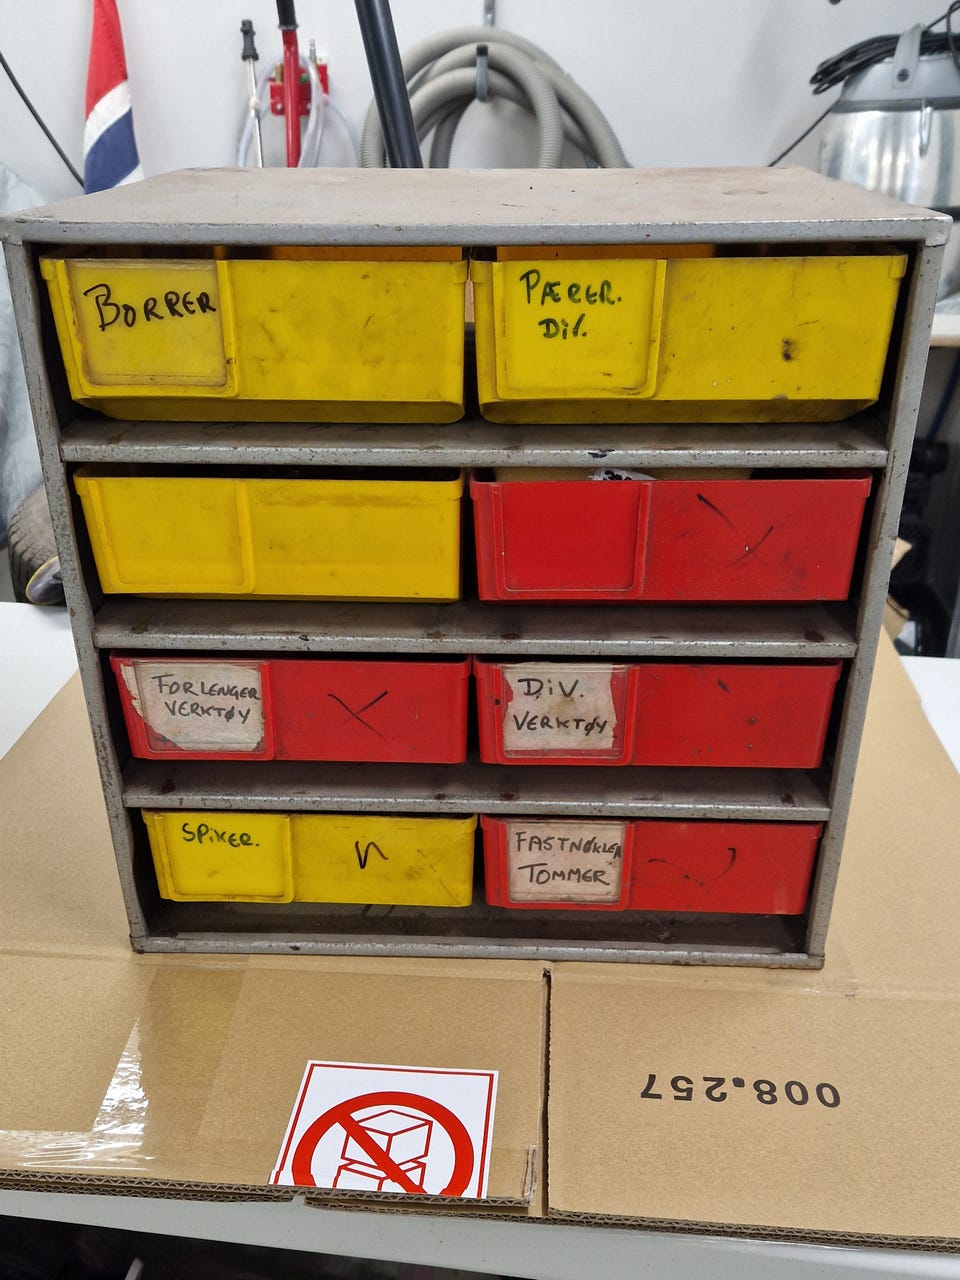 BORRER
PÆRER.
DiV.
FORLENGER
VERKTØY
DiV.
VERKTØY
SPiKER.
n
FASTNØKLER
TOMMER
008.257